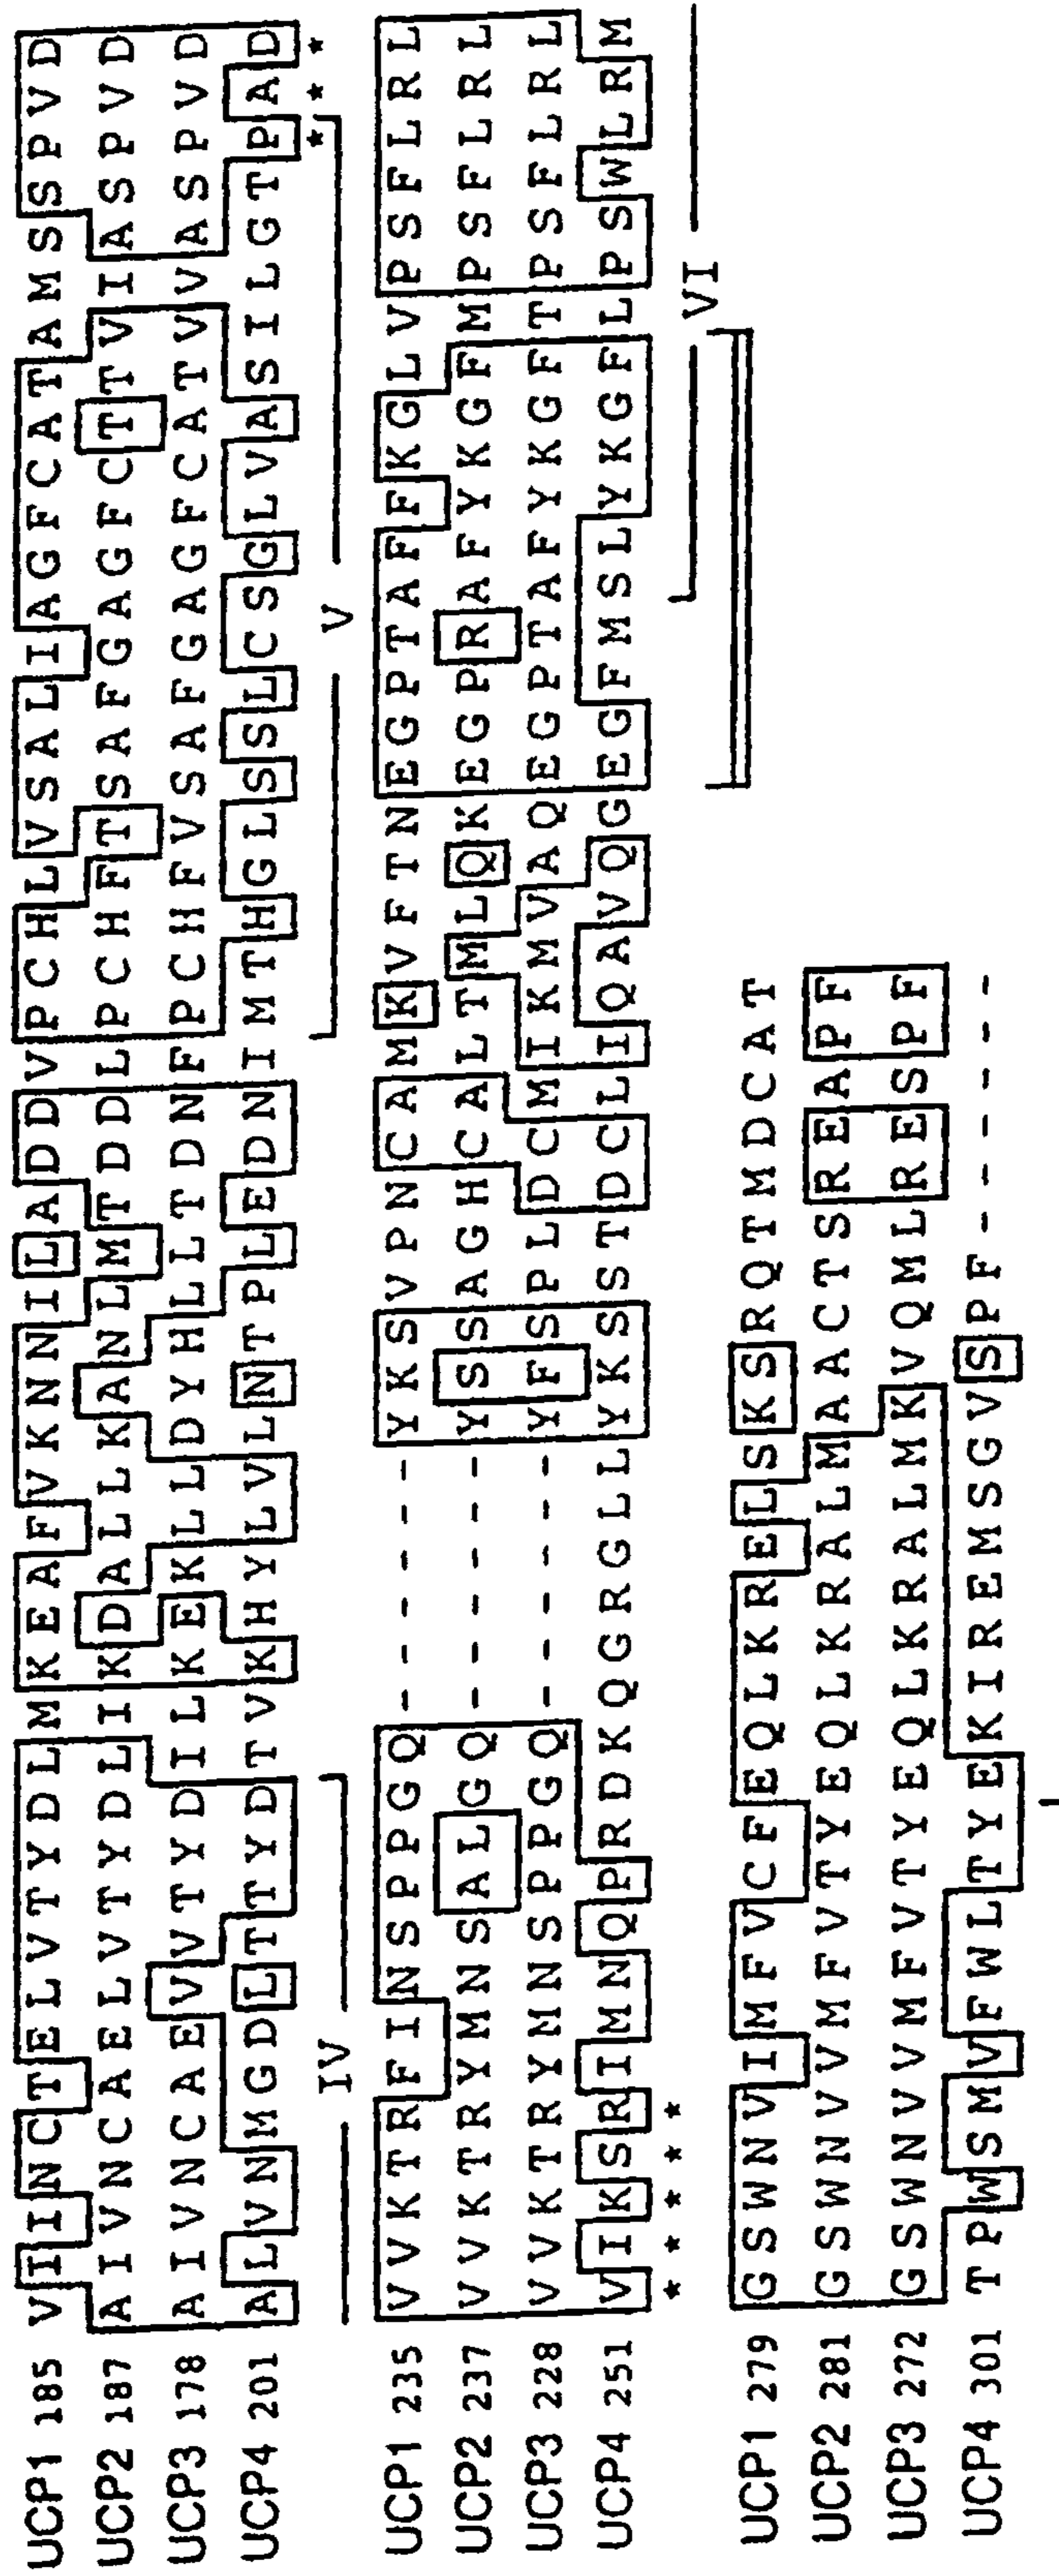 UCP1 185 V I I N C T E L V T Y D L M K E A F V K N N I L A D D V P C H L V S A L I A G F C A T A M S S P V D
UCP2 187 A I V N C A E L V T Y D L I K D A L L K A N L M T D D L P C H F T S A F G A G F C T T V I A S P V D
UCP3 178 A I V N C A E V V T Y D I L K E K L L D Y H L L T D N F P C H F V S A F G A G F C A T V V A S P V D
UCP4 201 A L V N M G D L T T Y D T V K H Y L V L N T P L E D N I M T H G L S S L C S G L V A S I L G T P A D
* * *
IV V
UCP1 235 V V K T R F I N S P P G Q - - - - - - Y K S V P N C A M K V F T N E G P T A F F K G L V P S F L R L
UCP2 237 V V K T R Y M N S A L G Q - - - - - - Y S S A G H C A L T M L Q K E G P R A F Y K G F M P S F L R L
UCP3 228 V V K T R Y M N S P P G Q - - - - - - Y F S P L D C M I K M V A Q E G P T A F Y K G F T P S F L R L
UCP4 251 V I K S R I M N Q P R D K Q G R G L L Y K S S T D C L I Q A V Q G E G F M S L Y K G F L P S W L R M
* * * * *
VI
UCP1 279 G S W N V I M F V C F E Q L K R E L S K S R Q T M D C A T
UCP2 281 G S W N V V M F V T Y E Q L K R A L M A A C T S R E A P F
UCP3 272 G S W N V V M F V T Y E Q L K R A L M K V Q M L R E S P F
UCP4 301 T P W S M V F W L T Y E K I R E M S G V S P F - - - - - -